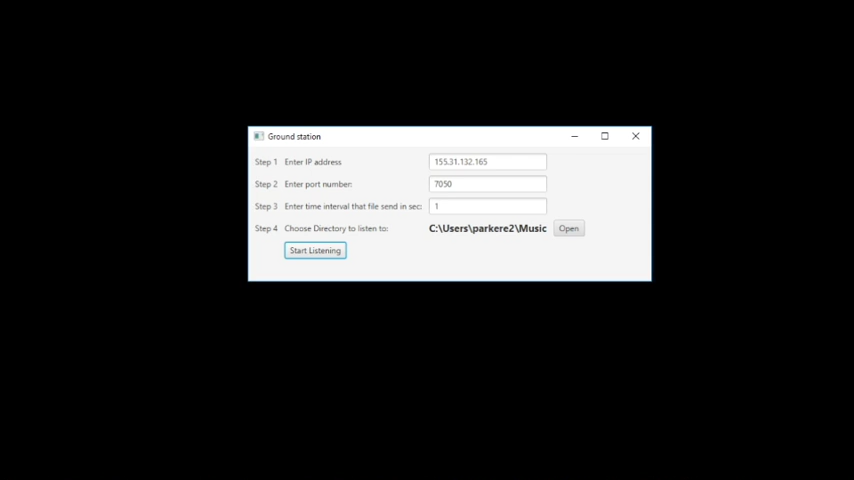 Ground station
Step 1 Enter IP address 155.31.132.165
Step 2 Enter port number: 7050
Step 3 Enter time interval that file send in sec: 1
Step 4 Choose Directory to listen to: C:\Users\parkere2\Music Open
Start Listening